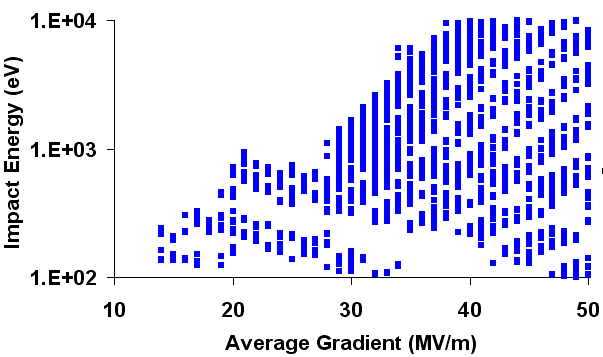 1.E+04
1.E+03
1.E+02
Impact Energy (eV)
10 20 30 40 50
Average Gradient (MV/m)